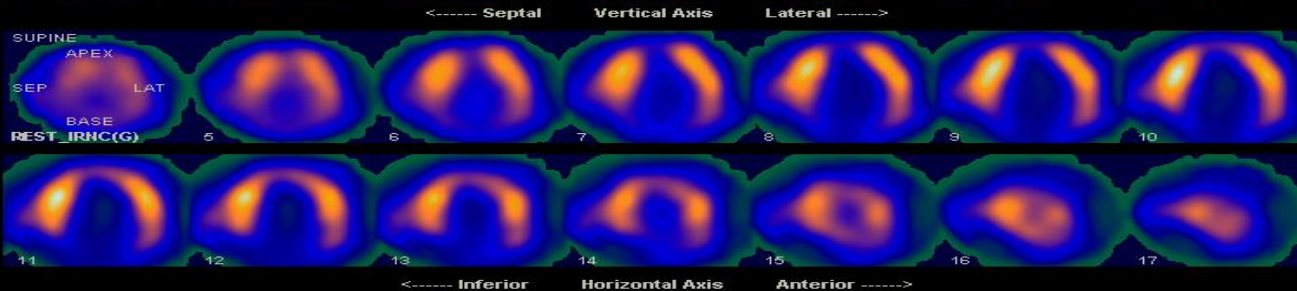 <------ Septal Vertical Axis Lateral ------>
SUPINE
APEX
SEP LAT
BASE
REST_IRNC(G) 5 6 7 8 9 10
11 12 13 14 15 16 17
<------ Inferior Horizontal Axis Anterior ------>